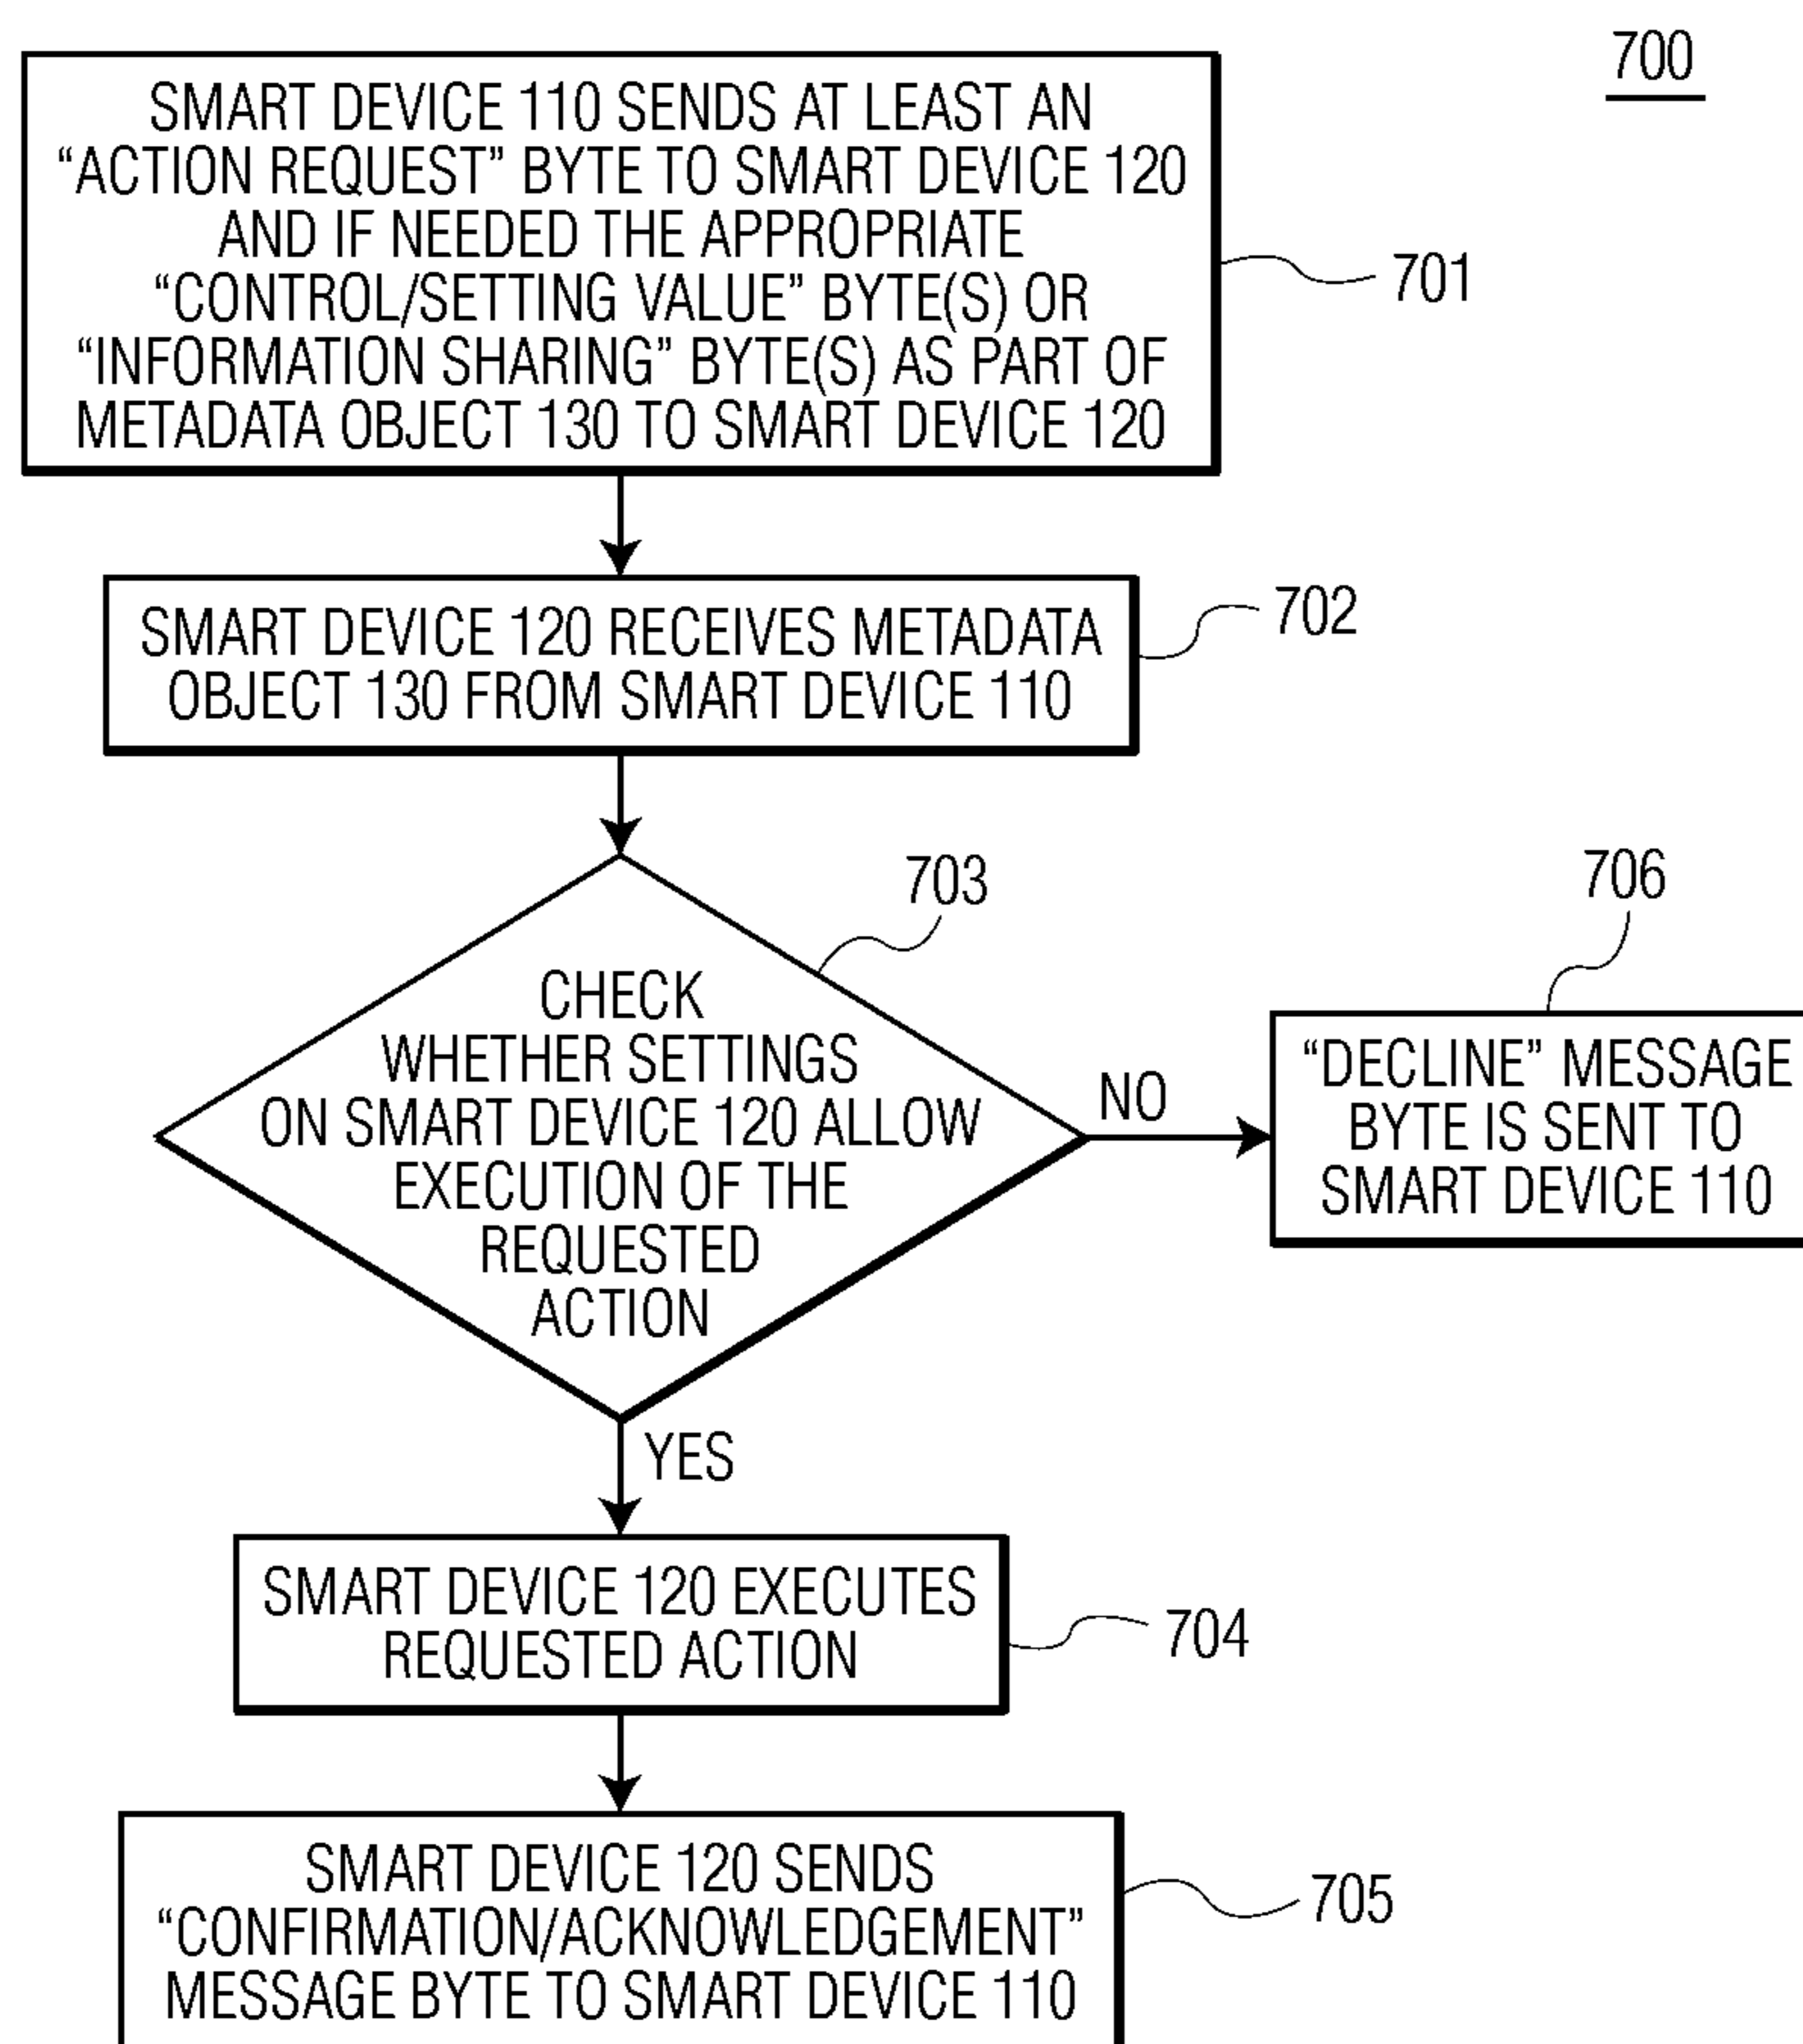 700
SMART DEVICE 110 SENDS AT LEAST AN
“ACTION REQUEST” BYTE TO SMART DEVICE 120
AND IF NEEDED THE APPROPRIATE
“CONTROL/SETTING VALUE” BYTE(S) OR
“INFORMATION SHARING” BYTE(S) AS PART OF
METADATA OBJECT 130 TO SMART DEVICE 120
701
SMART DEVICE 120 RECEIVES METADATA
OBJECT 130 FROM SMART DEVICE 110
702
703
CHECK
WHETHER SETTINGS
ON SMART DEVICE 120 ALLOW
EXECUTION OF THE
REQUESTED
ACTION
NO
706
“DECLINE” MESSAGE
BYTE IS SENT TO
SMART DEVICE 110
YES
SMART DEVICE 120 EXECUTES
REQUESTED ACTION
704
SMART DEVICE 120 SENDS
“CONFIRMATION/ACKNOWLEDGEMENT”
MESSAGE BYTE TO SMART DEVICE 110
705